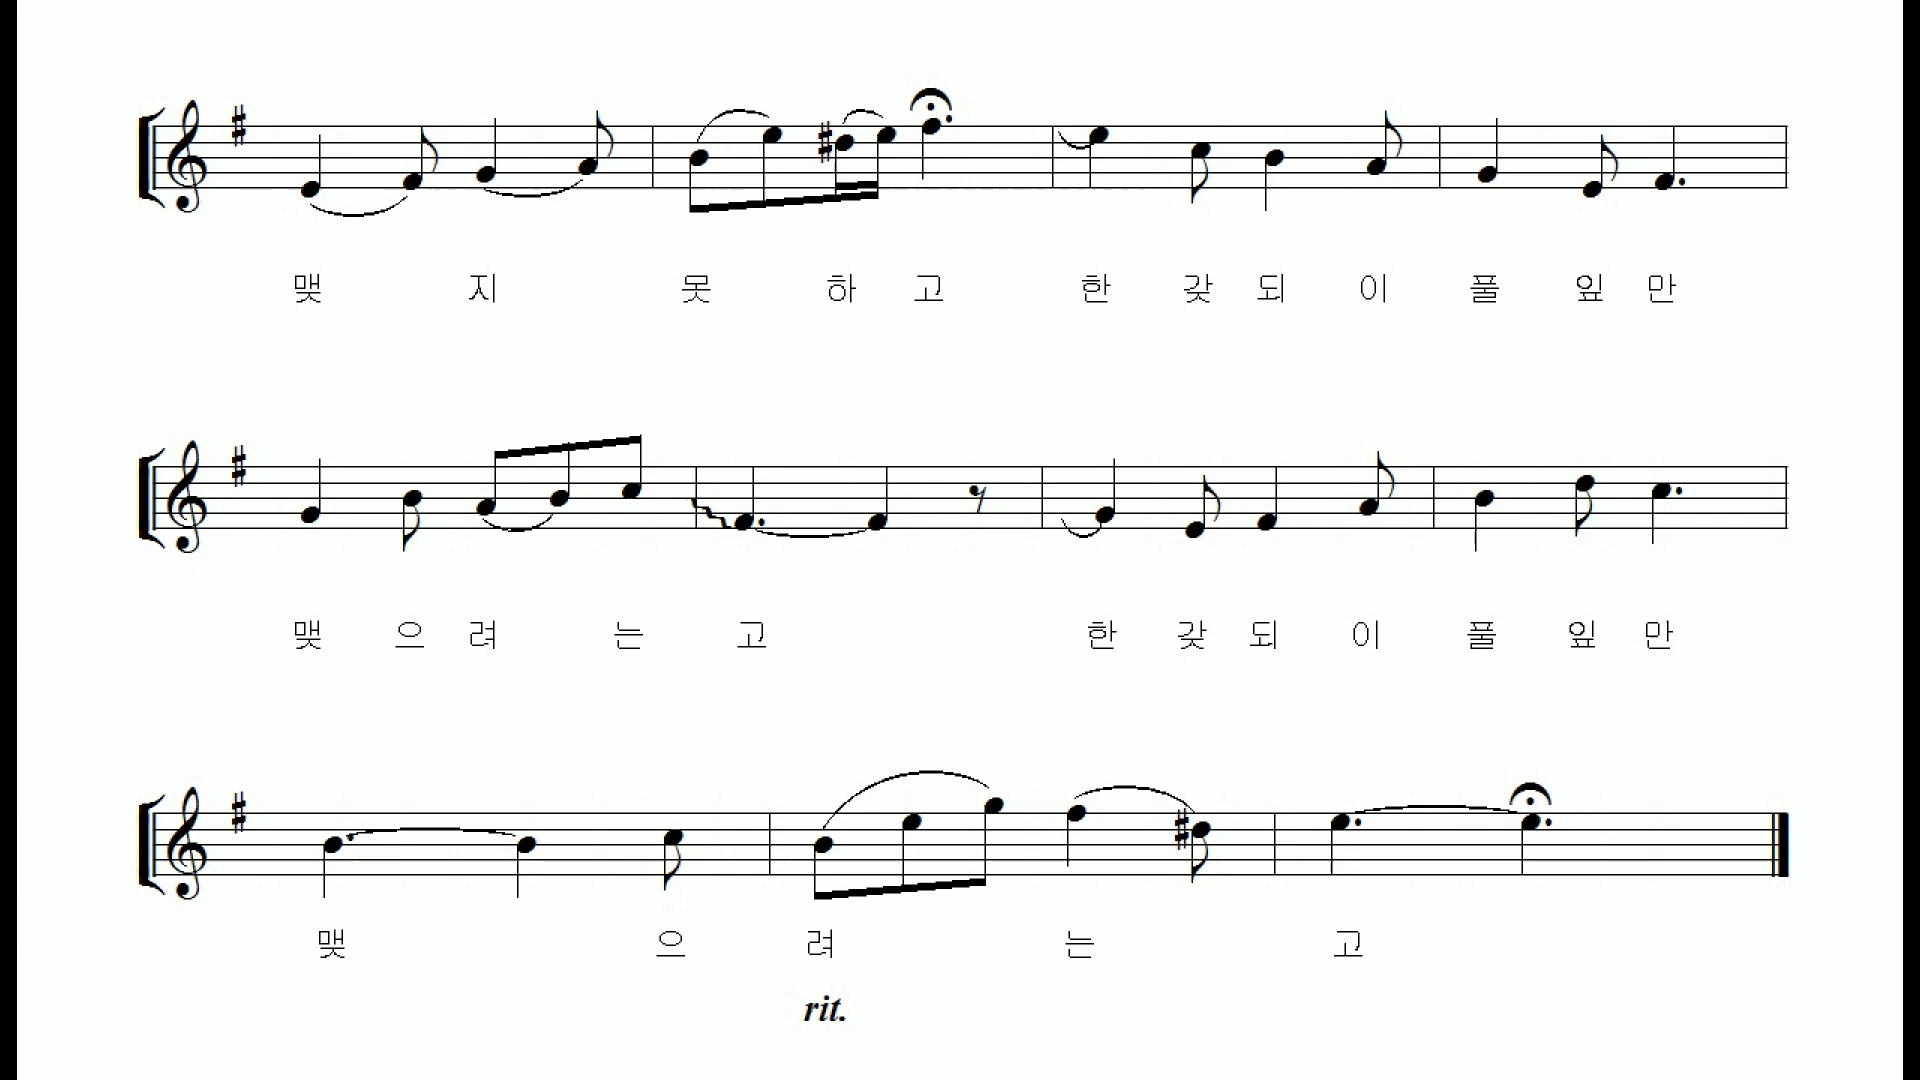 맺 지 못 하 고 한 갖 되 이 풀 잎 만
맺 으 려 는 고 한 갖 되 이 풀 잎 만
맺 으 려 는 고
rit.